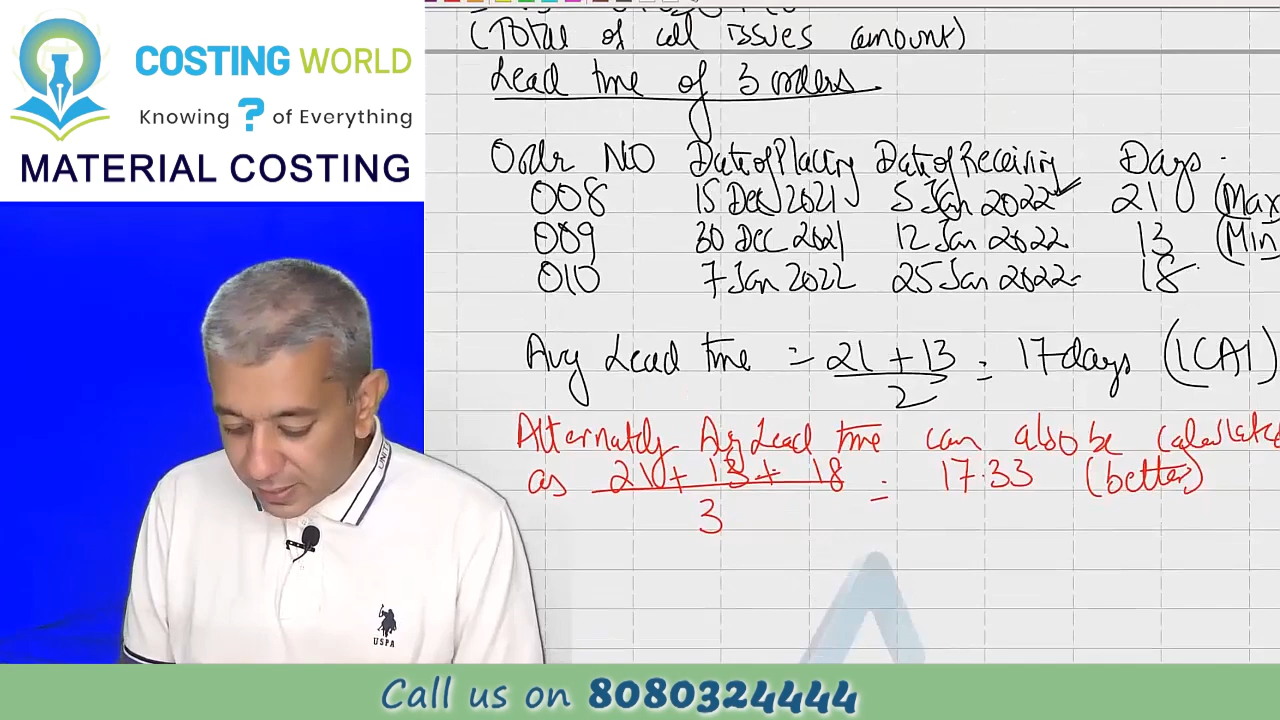 COSTING WORLD
Knowing ? of Everything
MATERIAL COSTING
(Total of all issues amount)
Lead time of 3 orders
Order NO Date of Placing Date of Receiving Days
008 15 Dec 2021 5 Jan 2022 21 (Max
009 30 Dec 2021 12 Jan 2022 13 (Min
010 7 Jan 2022 25 Jan 2022 18
Avg Lead time = 21 + 13 = 17 days (ICAI)
2
Alternately Avg Lead time can also be calculated
as 21 + 13 + 18 = 17.33 (better)
3
UNIT
USPA
Call us on 8080324444